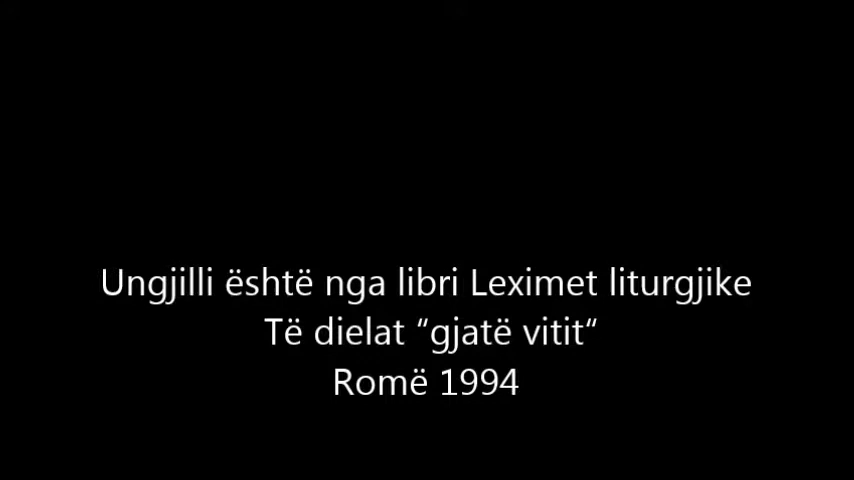 Ungjilli është nga libri Leximet liturgjike
Të dielat “gjatë vitit“
Romë 1994